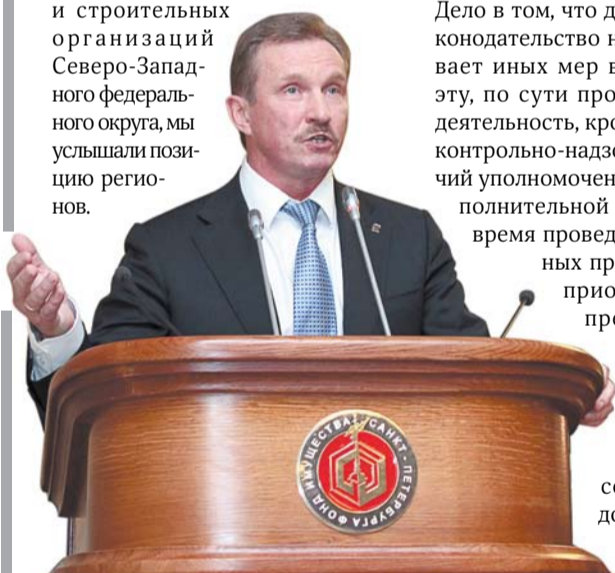 и строительных
организаций
Северо-Запад-
ного федераль-
ного округа, мы
услышали пози-
цию регио-
нов.
Дело в том, что д
конодательство н
вает иных мер в
эту, по сути про
деятельность, кро
контрольно-надзо
чий уполномочен
полнительной
время провед
ных пр
прио
пре
со
до
ФОНД ИМУЩЕСТВА САНКТ-ПЕТЕРБУРГА